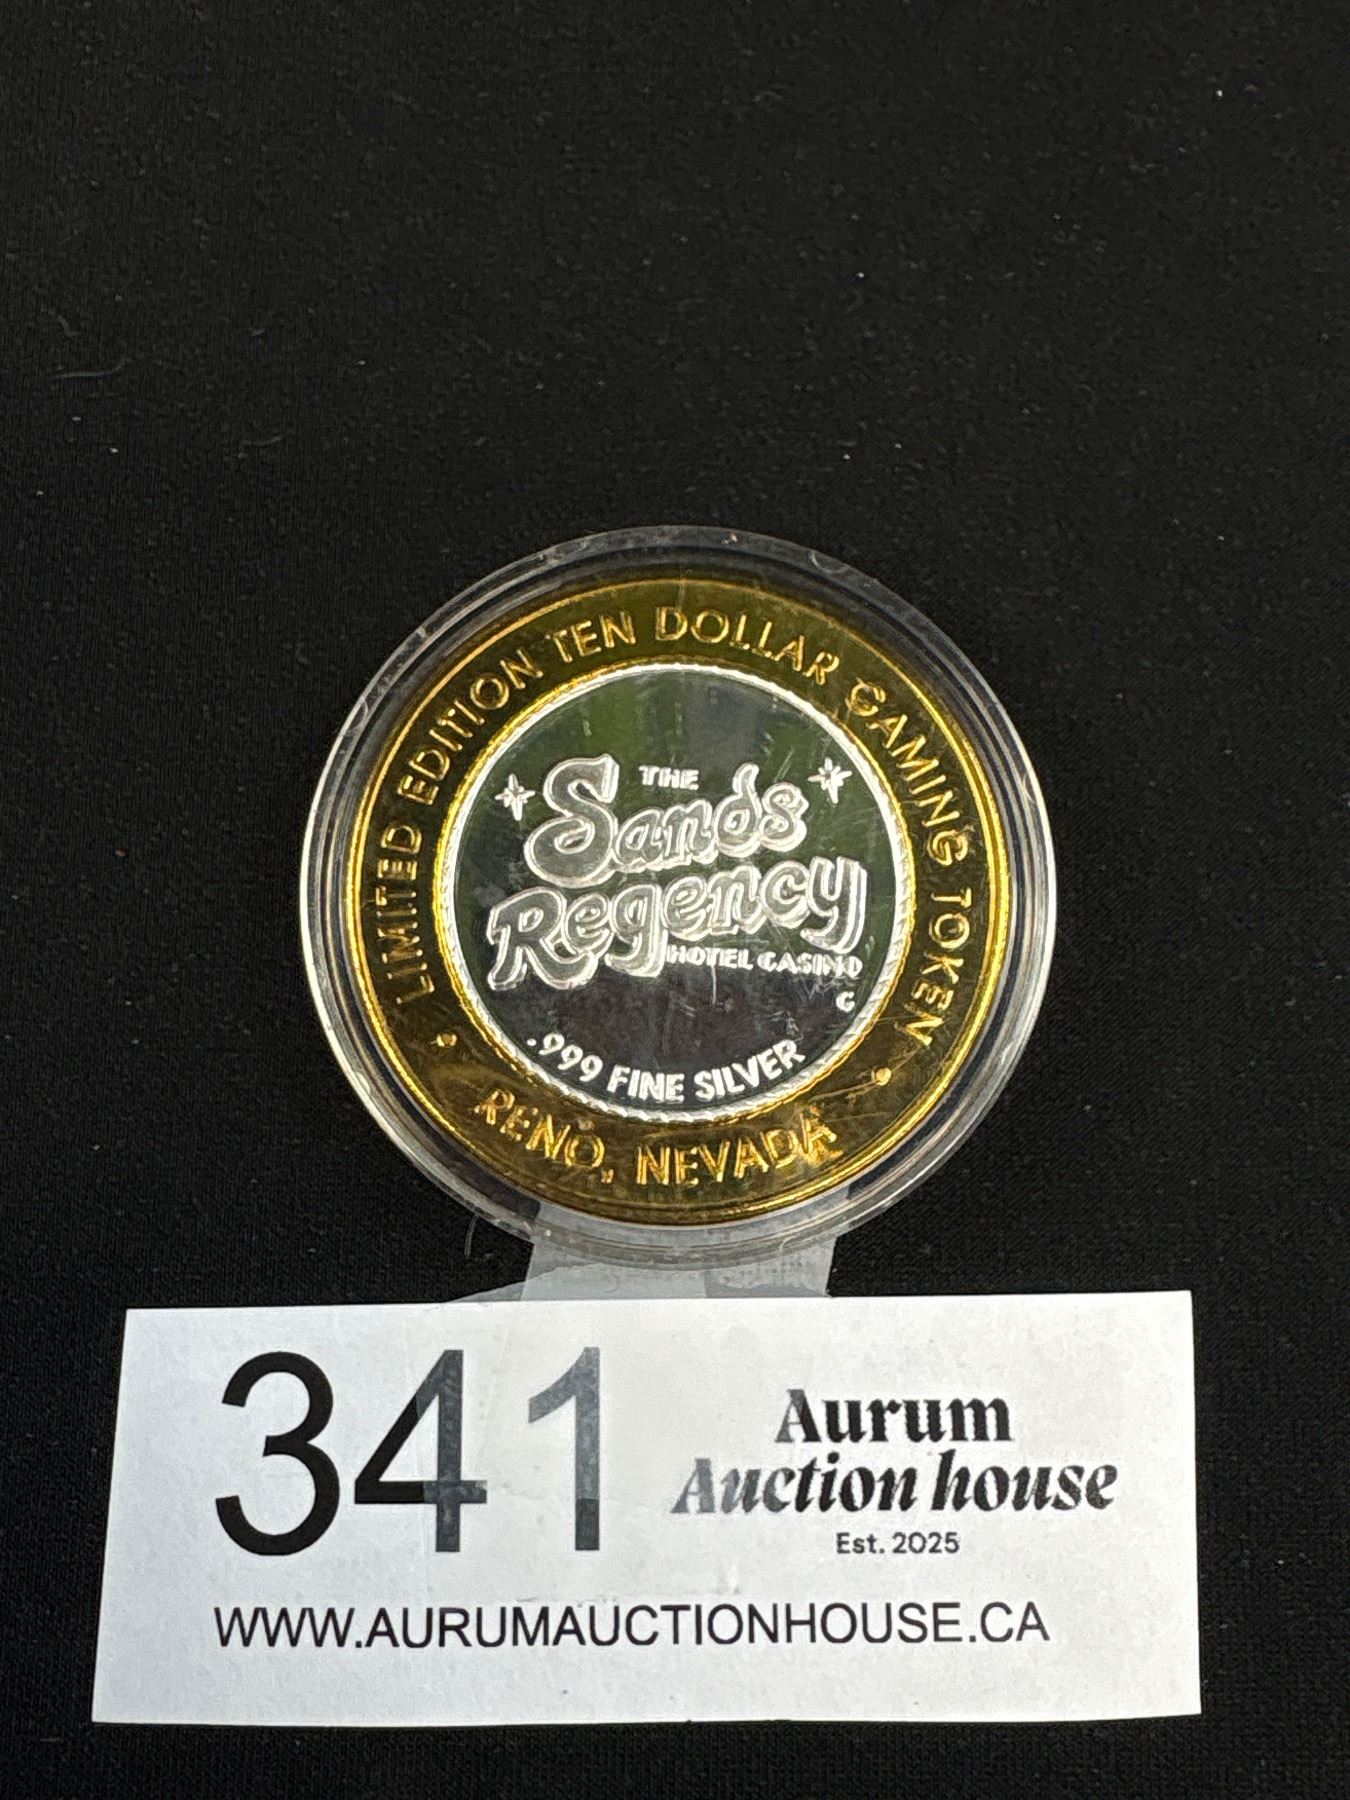 LIMITED EDITION TEN DOLLAR GAMING TOKEN
THE
Sands
Regency
HOTEL CASINO
G
.999 FINE SILVER
• RENO, NEVADA •
341
Aurum
Auction house
Est. 2025
WWW.AURUMAUCTIONHOUSE.CA